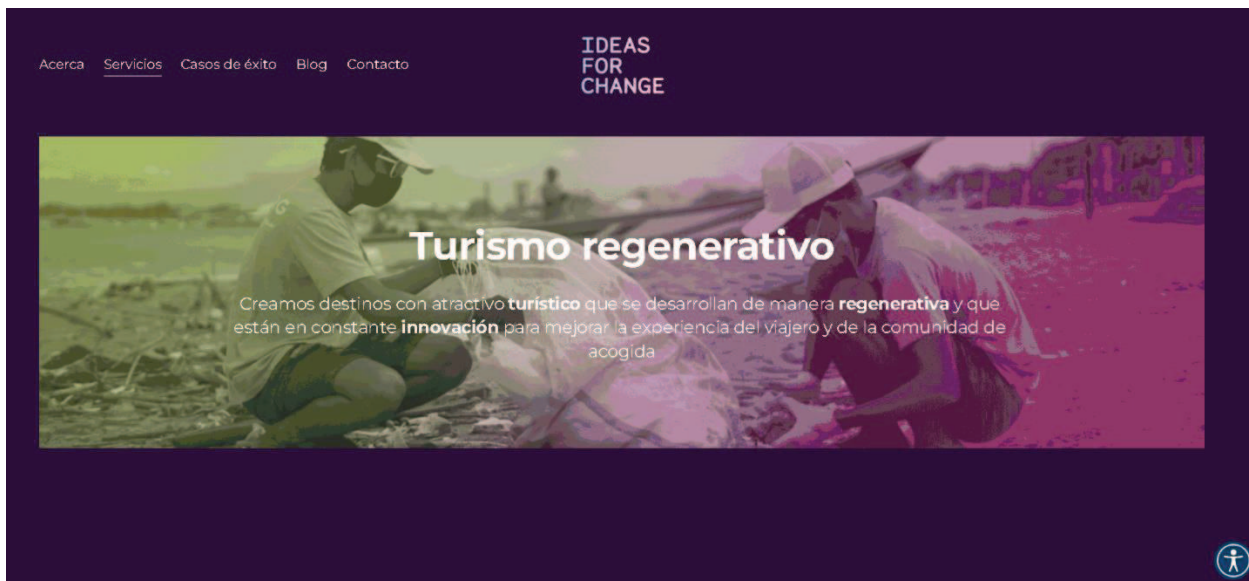 Acerca Servicios Casos de éxito Blog Contacto
IDEAS
FOR
CHANGE
Turismo regenerativo
Creamos destinos con atractivo turístico que se desarrollan de manera regenerativa y que
están en constante innovación para mejorar la experiencia del viajero y de la comunidad de
acogida